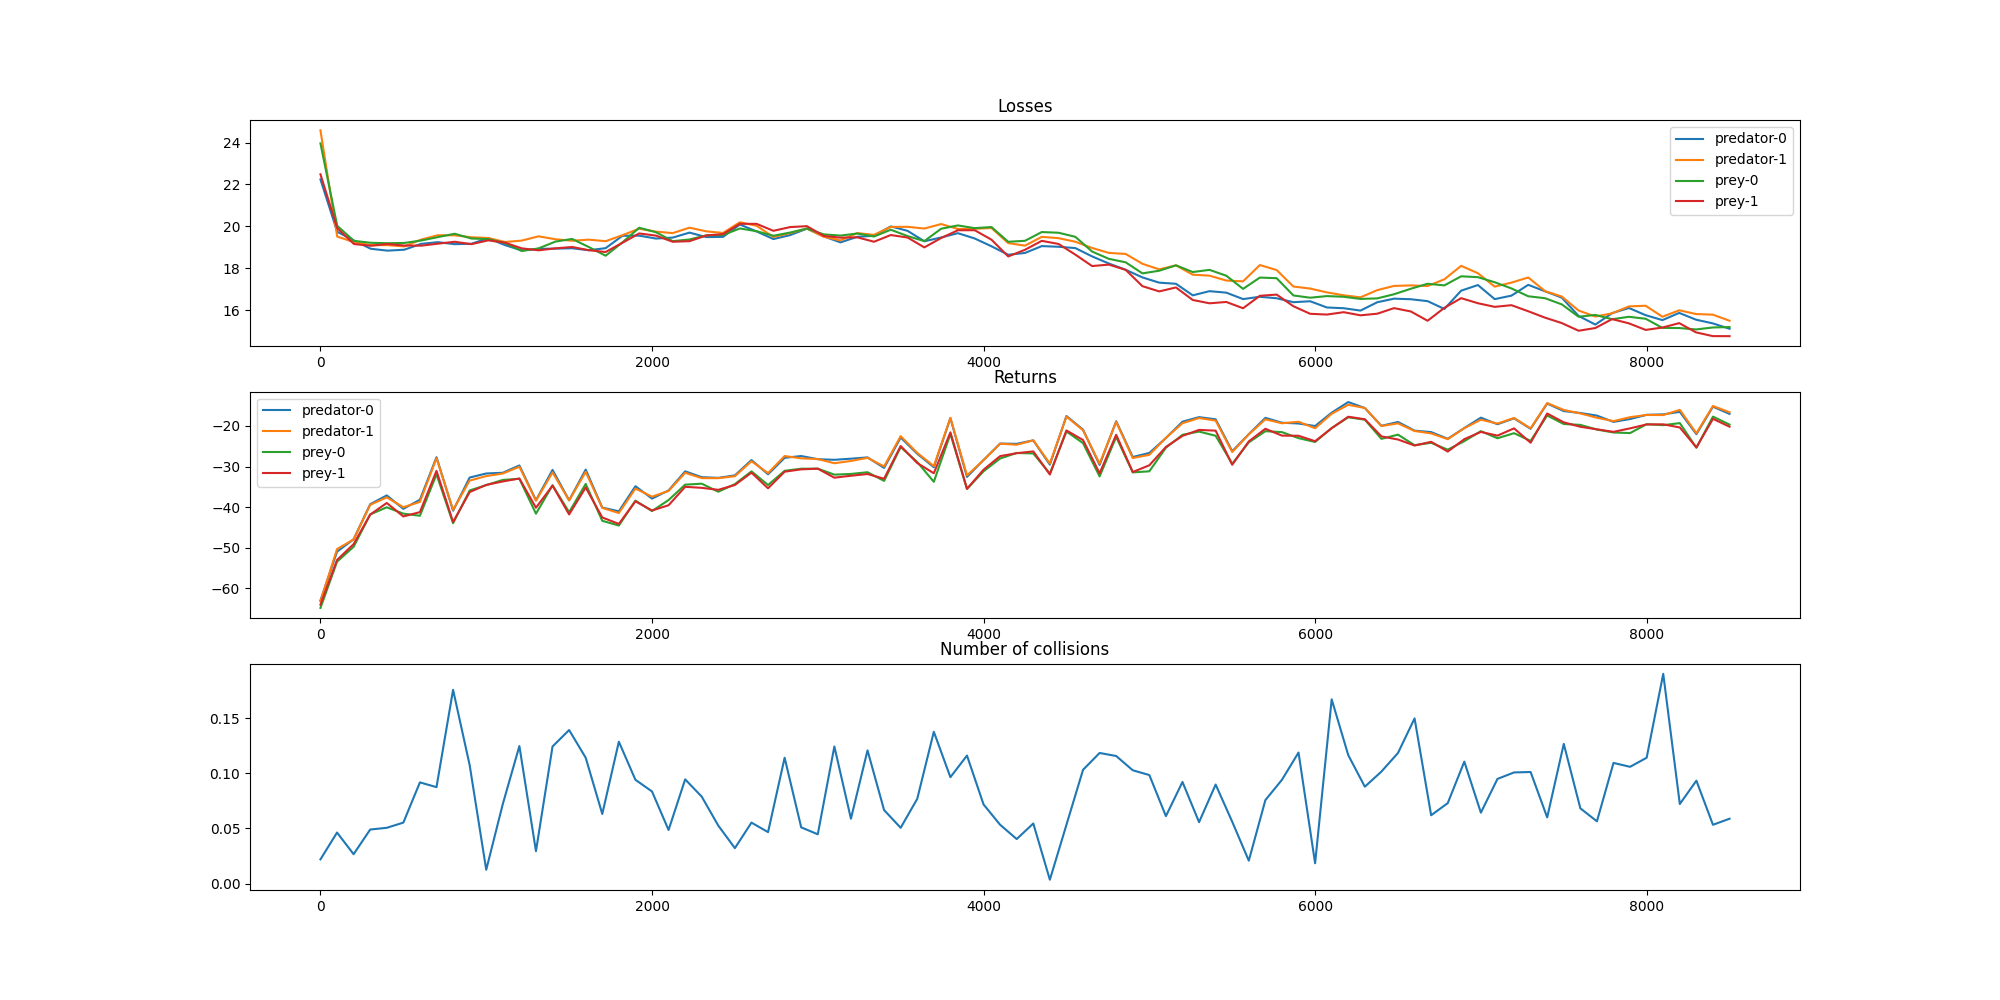 Losses
24
22
20
18
16
predator-0
predator-1
prey-0
prey-1
0 2000 4000 6000 8000
Returns
−20
−30
−40
−50
−60
predator-0
predator-1
prey-0
prey-1
0 2000 4000 6000 8000
Number of collisions
0.15
0.10
0.05
0.00
0 2000 4000 6000 8000